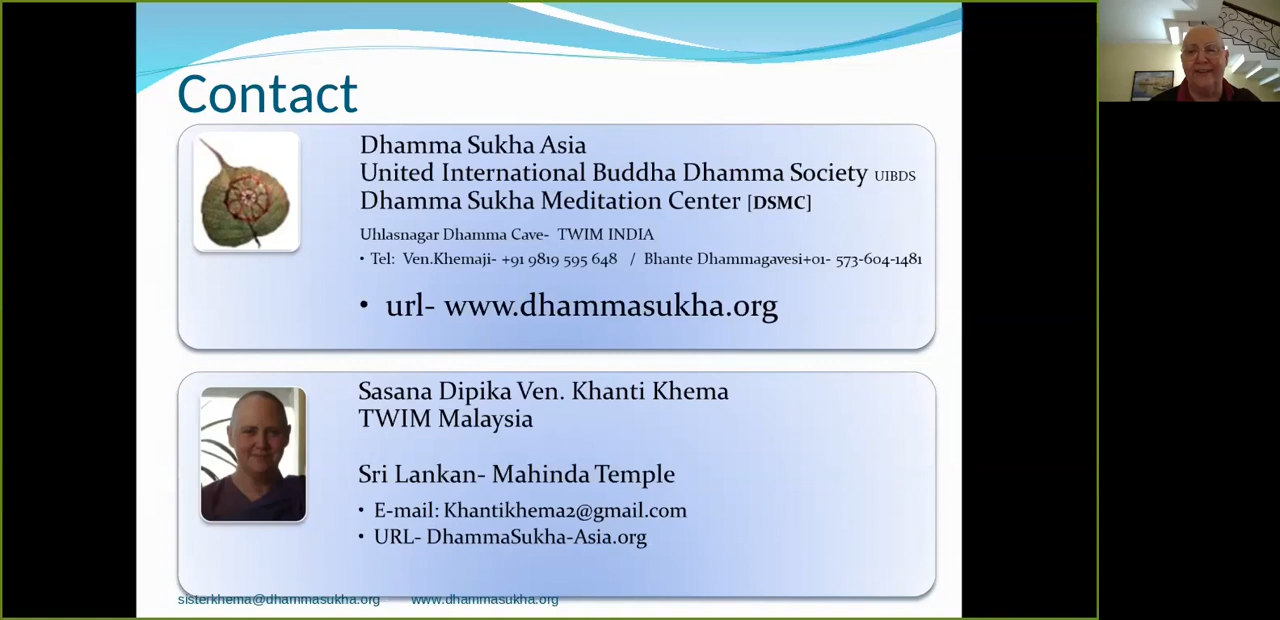 Contact
Dhamma Sukha Asia
United International Buddha Dhamma Society UIBDS
Dhamma Sukha Meditation Center [DSMC]
Uhlasnagar Dhamma Cave- TWIM INDIA
• Tel: Ven.Khemaji- +91 9819 595 648 / Bhante Dhammagavesi+01- 573-604-1481
• url- www.dhammasukha.org
Sasana Dipika Ven. Khanti Khema
TWIM Malaysia
Sri Lankan- Mahinda Temple
• E-mail: Khantikhema2@gmail.com
• URL- DhammaSukha-Asia.org
sisterkhema@dhammasukha.org www.dhammasukha.org